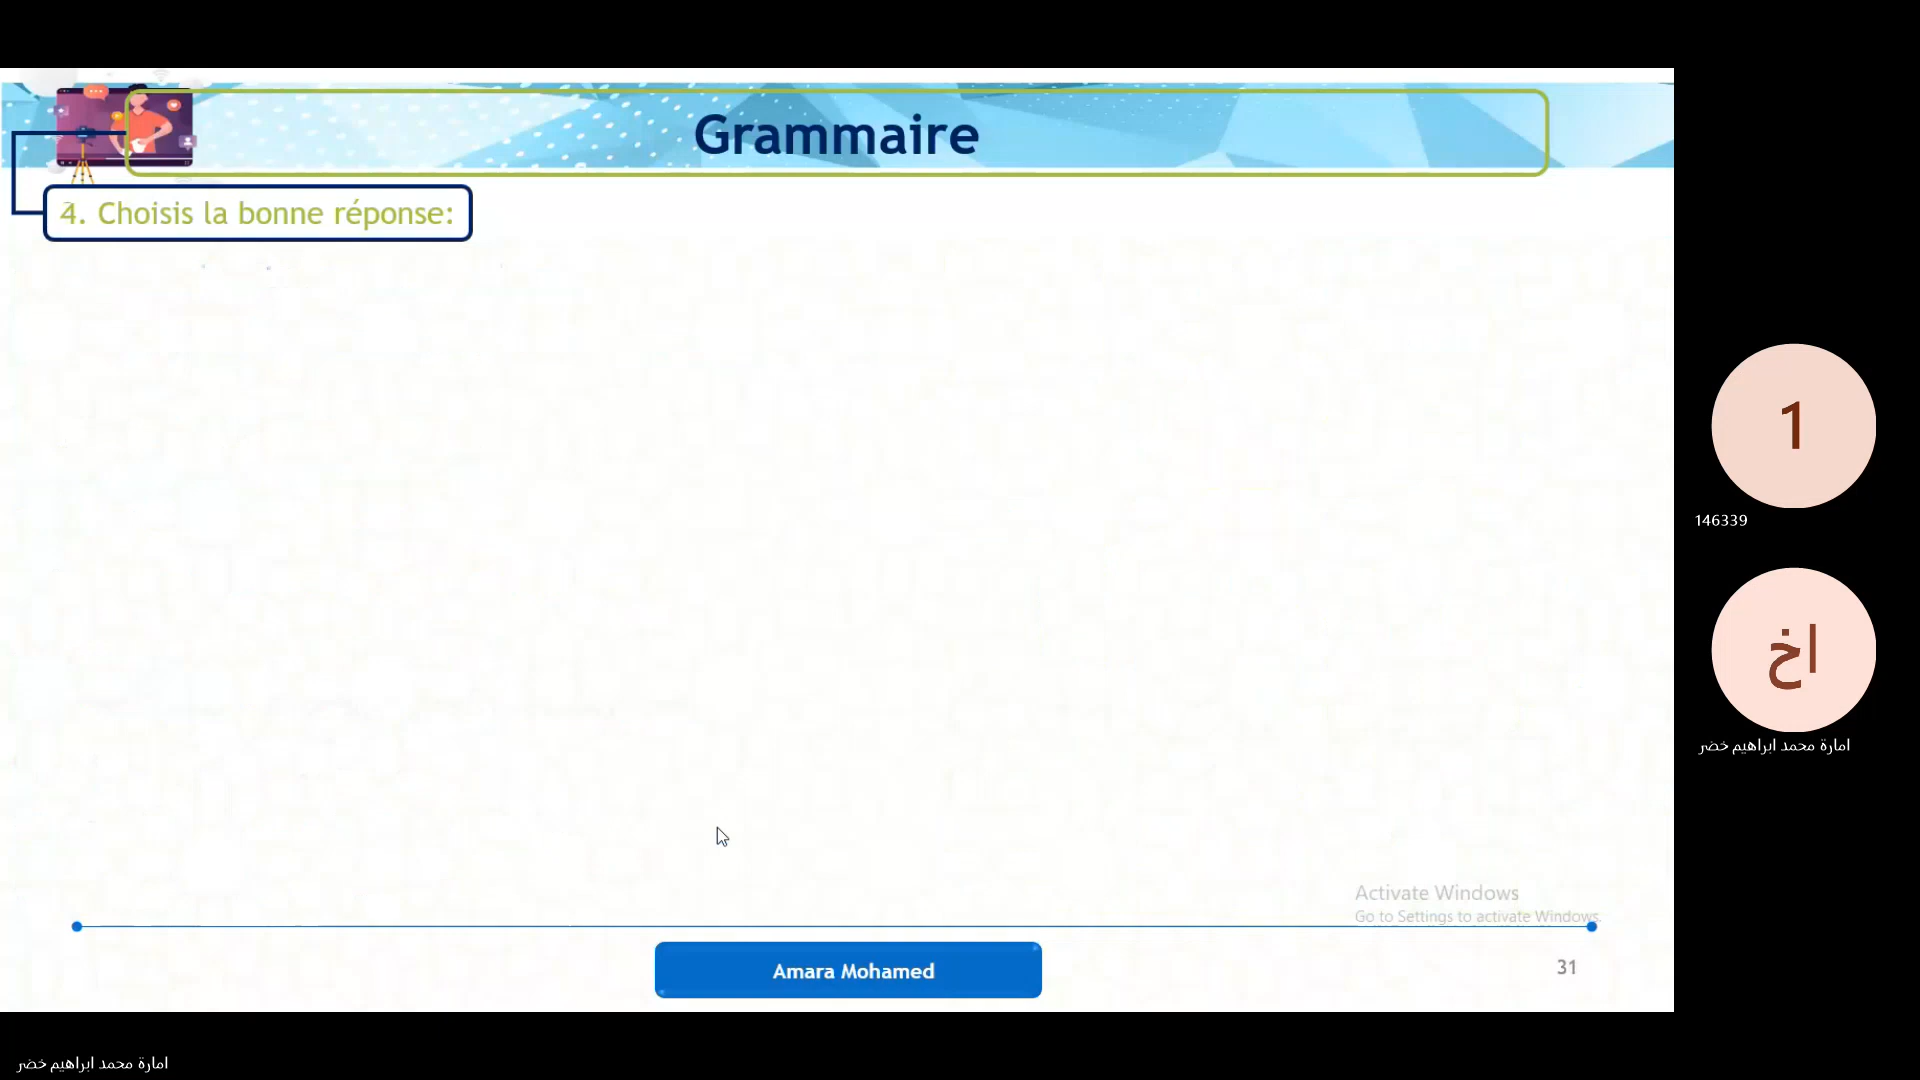 Grammaire
4. Choisis la bonne réponse:
1
146339
اخ
امارة محمد ابراهيم خضر
Activate Windows
Go to Settings to activate Windows.
Amara Mohamed
31
امارة محمد ابراهيم خضر